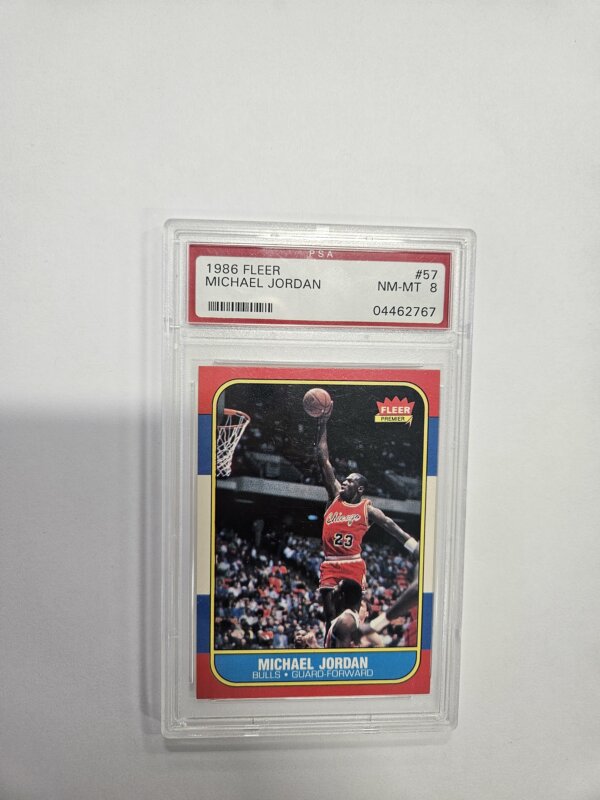 PSA
1986 FLEER #57
MICHAEL JORDAN NM-MT 8
04462767
FLEER
PREMIER
Chicago
23
MICHAEL JORDAN
BULLS • GUARD-FORWARD